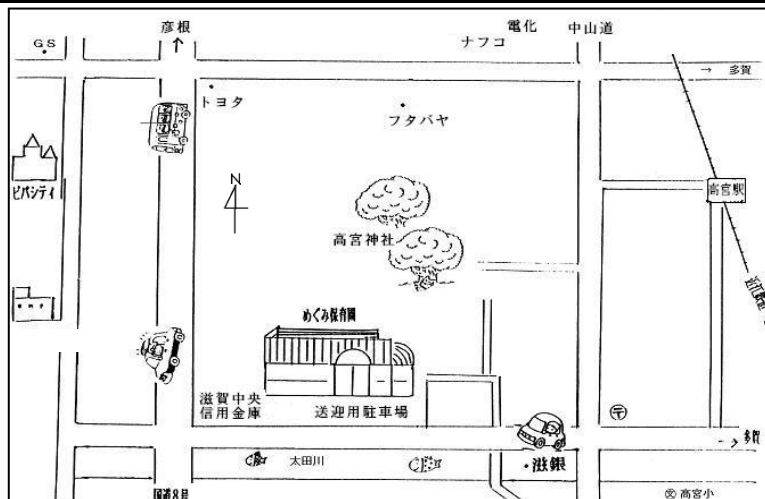 彦根
電化
中山道
GS
ナフコ
→ 多賀
トヨタ
フタバヤ
N
ビバシティ
高宮駅
高宮神社
めぐみ保育園
滋賀中央
信用金庫
送迎用駐車場
〒
→ 多賀
太田川
滋銀
国道8号
文 高宮小